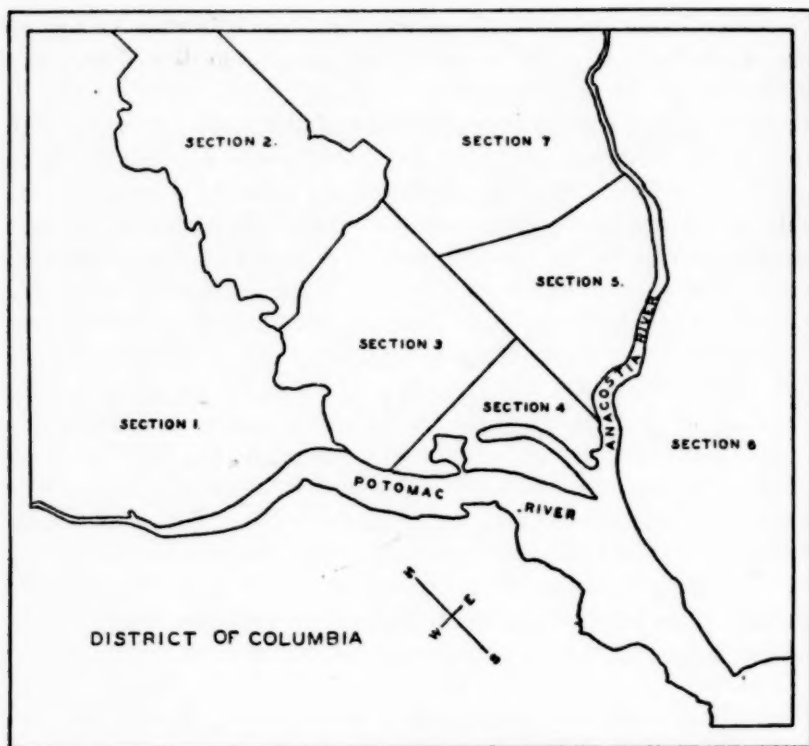 SECTION 2.
SECTION 7
SECTION 5.
SECTION 3
SECTION 4
SECTION 1.
SECTION 6
ANACOSTIA RIVER
POTOMAC RIVER
N
E
W
S
DISTRICT OF COLUMBIA